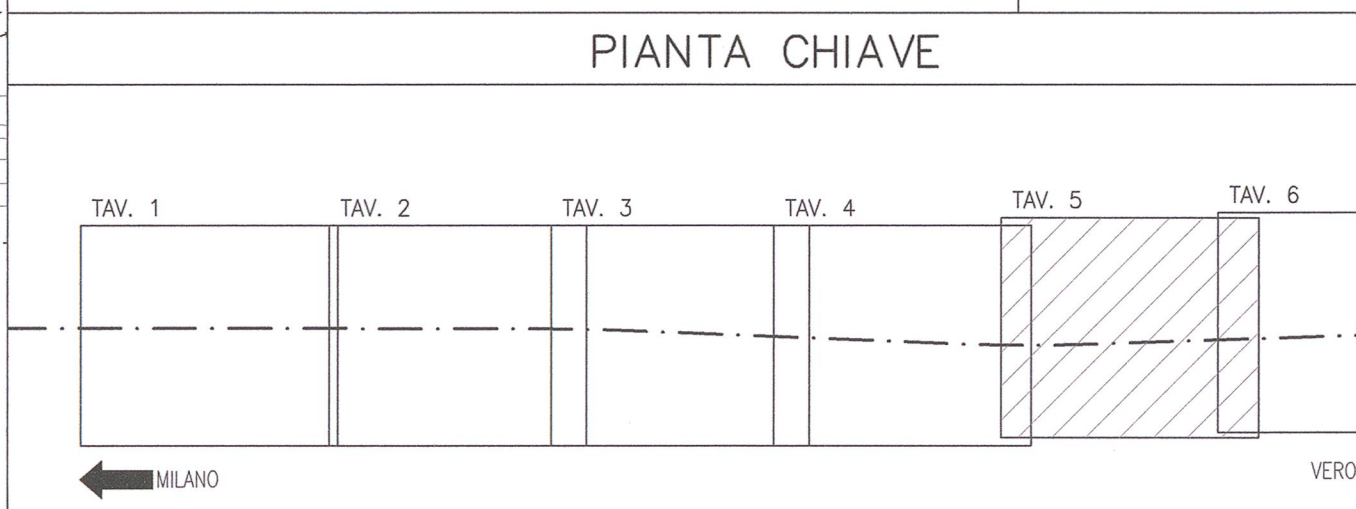 PIANTA CHIAVE
TAV. 1
TAV. 2
TAV. 3
TAV. 4
TAV. 5
TAV. 6
MILANO
VERO